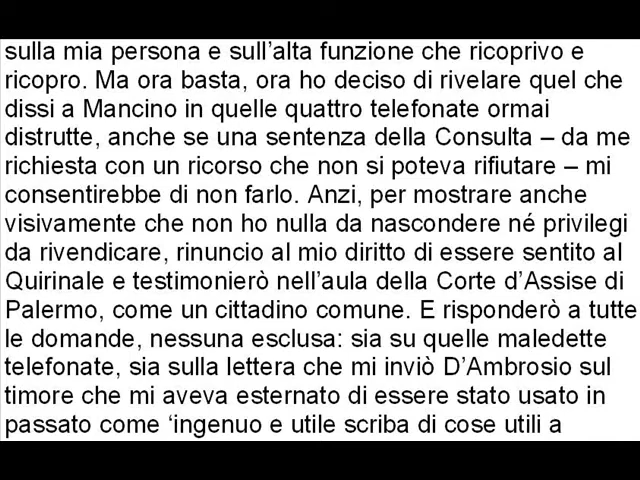 sulla mia persona e sull'alta funzione che ricoprivo e
ricopro. Ma ora basta, ora ho deciso di rivelare quel che
dissi a Mancino in quelle quattro telefonate ormai
distrutte, anche se una sentenza della Consulta – da me
richiesta con un ricorso che non si poteva rifiutare – mi
consentirebbe di non farlo. Anzi, per mostrare anche
visivamente che non ho nulla da nascondere né privilegi
da rivendicare, rinuncio al mio diritto di essere sentito al
Quirinale e testimonierò nell'aula della Corte d'Assise di
Palermo, come un cittadino comune. E risponderò a tutte
le domande, nessuna esclusa: sia su quelle maledette
telefonate, sia sulla lettera che mi inviò D'Ambrosio sul
timore che mi aveva esternato di essere stato usato in
passato come 'ingenuo e utile scriba di cose utili a